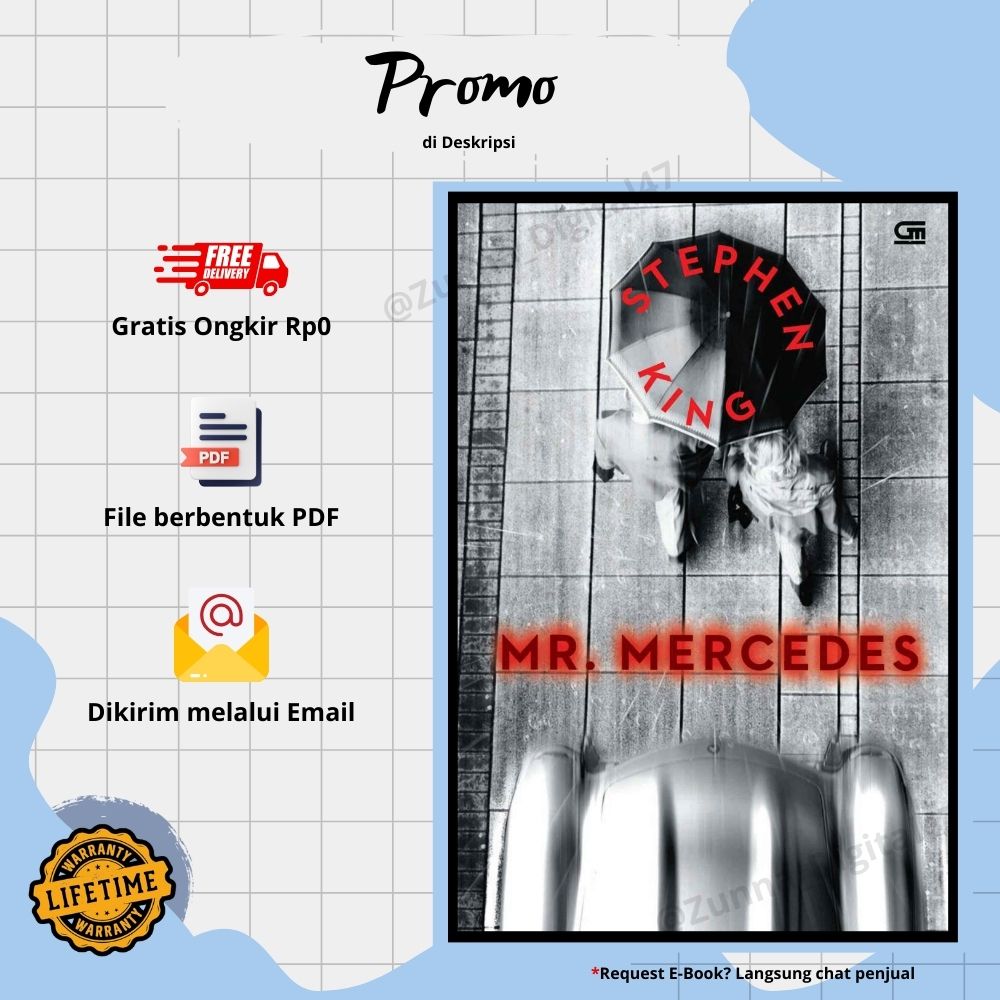 Promo
di Deskripsi
FREE
DELIVERY
Gratis Ongkir Rp0
PDF
File berbentuk PDF
@
Dikirim melalui Email
WARRANTY
LIFETIME
WARRANTY
GM
STEPHEN
KING
MR. MERCEDES
*Request E-Book? Langsung chat penjual